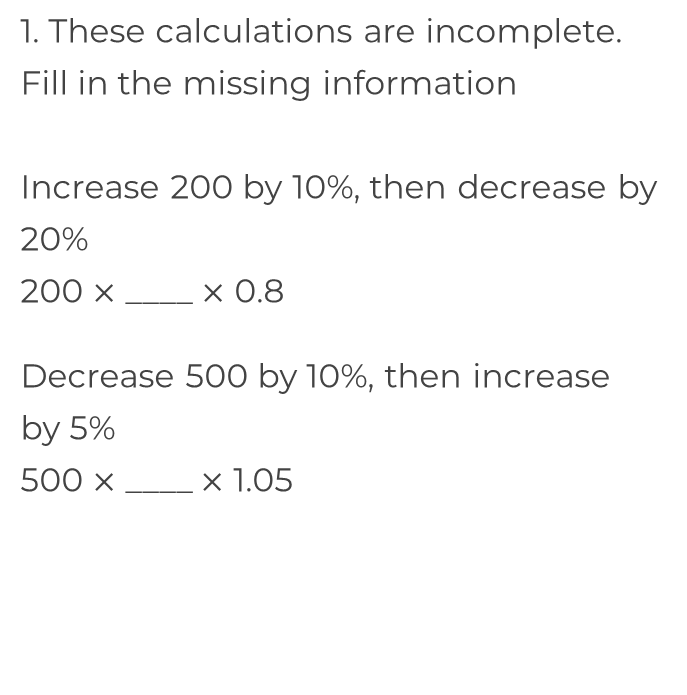 1. These calculations are incomplete.
Fill in the missing information
Increase 200 by 10%, then decrease by
20%
200 × ____ × 0.8
Decrease 500 by 10%, then increase
by 5%
500 × ____ × 1.05